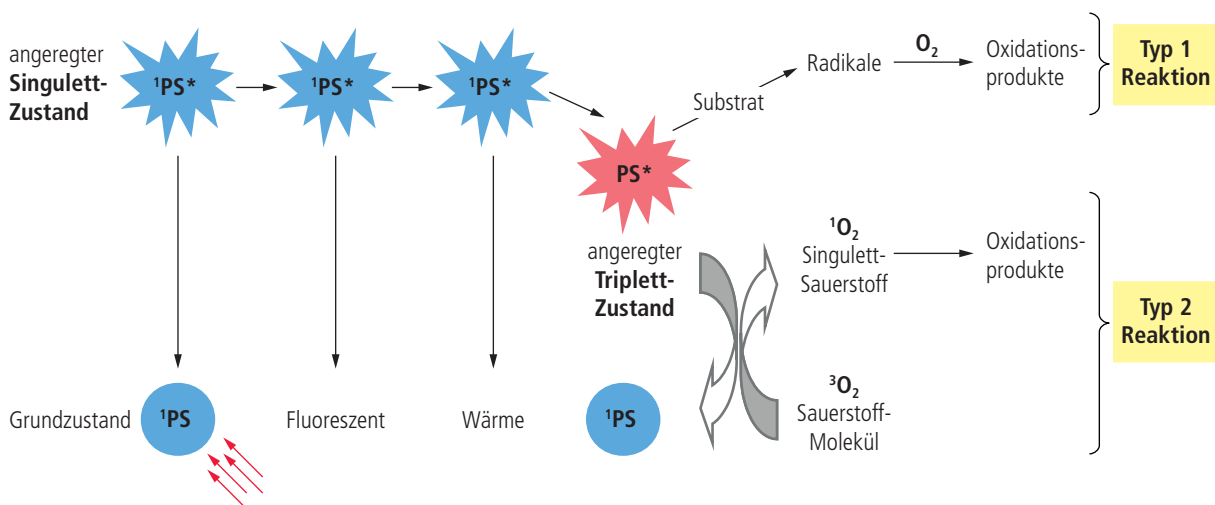 angeregter
Singulett-
Zustand
¹PS*
¹PS*
¹PS*
PS*
angeregter
Triplett-
Zustand
Substrat
Radikale
O₂
Oxidations-
produkte
Typ 1
Reaktion
¹O₂
Singulett-
Sauerstoff
Oxidations-
produkte
Typ 2
Reaktion
Grundzustand
¹PS
Fluoreszent
Wärme
¹PS
³O₂
Sauerstoff-
Molekül